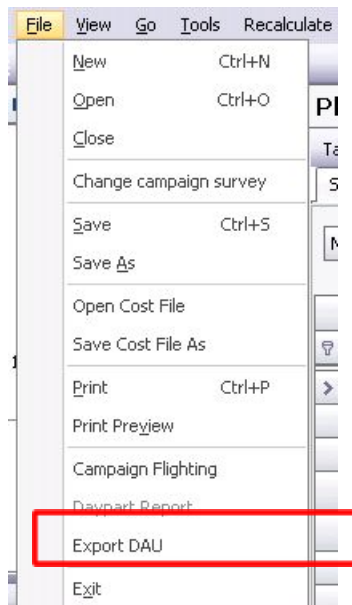 File View Go Tools Recalculate
New Ctrl+N
Open Ctrl+O
Close
Change campaign survey
Save Ctrl+S
Save As
Open Cost File
Save Cost File As
Print Ctrl+P
Print Preview
Campaign Flighting
Daypart Report
Export DAU
Exit